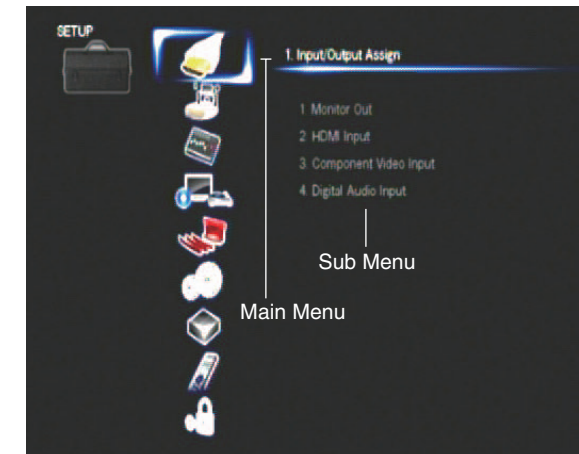 SETUP
1. Input/Output Assign
1 Monitor Out
2 HDMI Input
3 Component Video Input
4 Digital Audio Input
Sub Menu
Main Menu